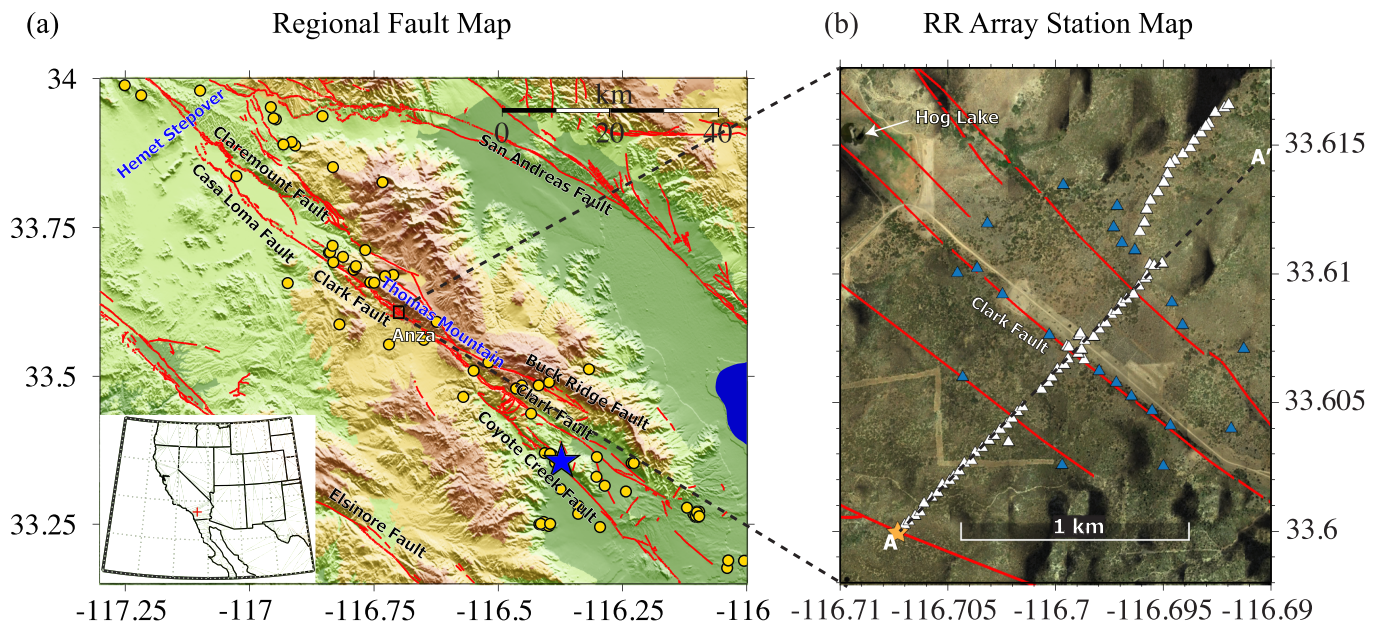 (a)
Regional Fault Map
(b)
RR Array Station Map
34
33.75
33.5
33.25
-117.25
-117
-116.75
-116.5
-116.25
-116
km
0
20
40
Hemet Stepover
Claremount Fault
Casa Loma Fault
San Andreas Fault
Clark Fault
Thomas Mountain
Anza
Buck Ridge Fault
Clark Fault
Coyote Creek Fault
Elsinore Fault
Hog Lake
A'
Clark Fault
A
1 km
33.615
33.61
33.605
33.6
-116.71
-116.705
-116.7
-116.695
-116.69